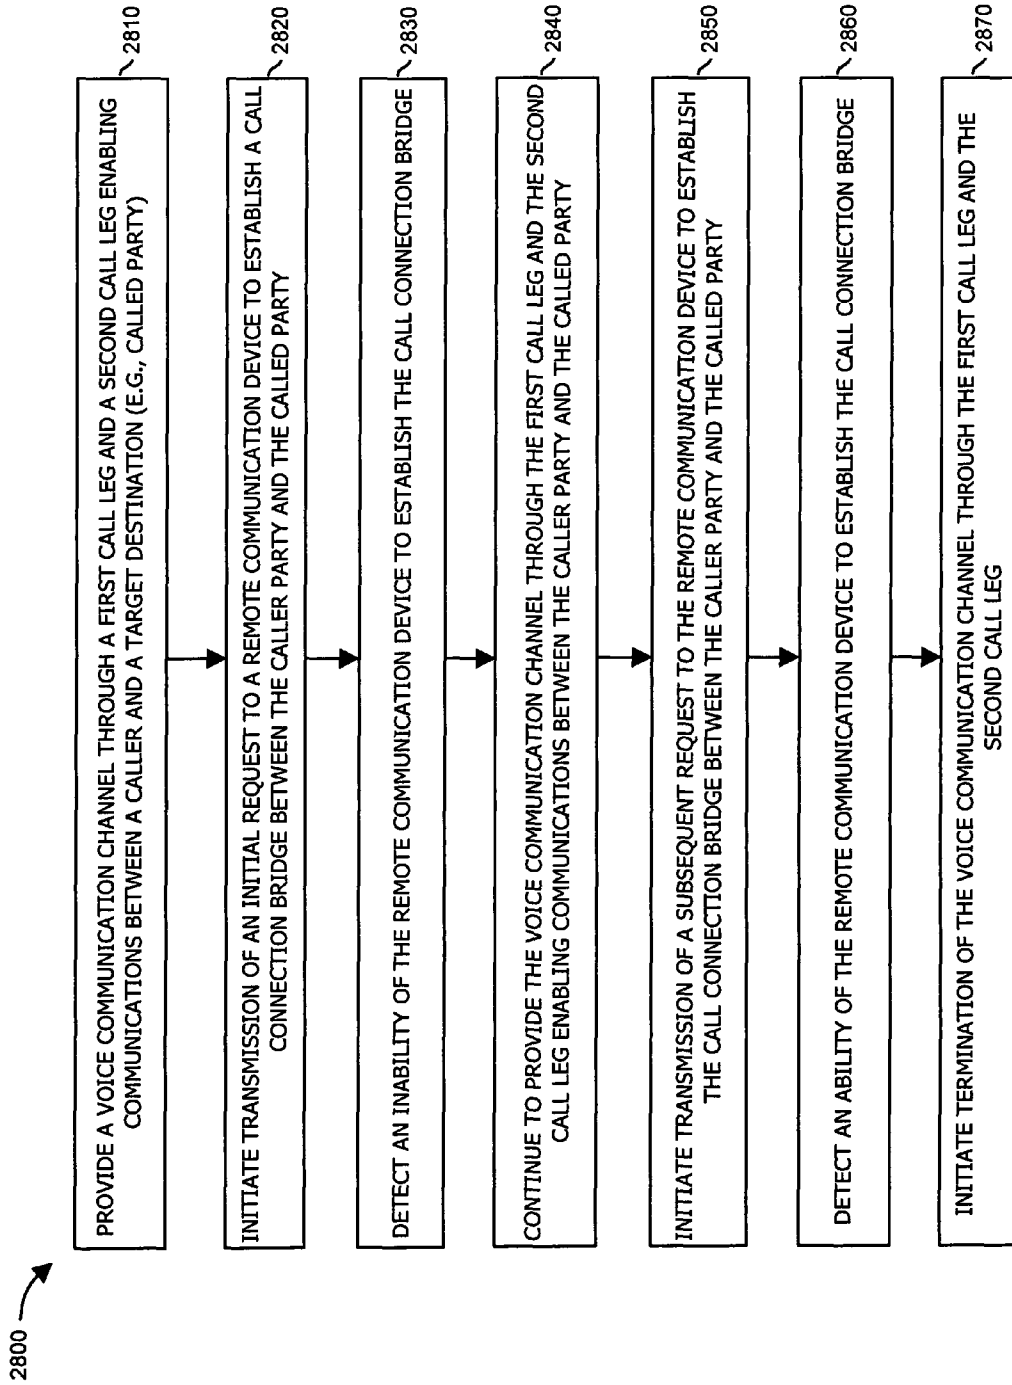 2800
PROVIDE A VOICE COMMUNICATION CHANNEL THROUGH A FIRST CALL LEG AND A SECOND CALL LEG ENABLING
COMMUNICATIONS BETWEEN A CALLER AND A TARGET DESTINATION (E.G., CALLED PARTY)
2810
INITIATE TRANSMISSION OF AN INITIAL REQUEST TO A REMOTE COMMUNICATION DEVICE TO ESTABLISH A CALL
CONNECTION BRIDGE BETWEEN THE CALLER PARTY AND THE CALLED PARTY
2820
DETECT AN INABILITY OF THE REMOTE COMMUNICATION DEVICE TO ESTABLISH THE CALL CONNECTION BRIDGE
2830
CONTINUE TO PROVIDE THE VOICE COMMUNICATION CHANNEL THROUGH THE FIRST CALL LEG AND THE SECOND
CALL LEG ENABLING COMMUNICATIONS BETWEEN THE CALLER PARTY AND THE CALLED PARTY
2840
INITIATE TRANSMISSION OF A SUBSEQUENT REQUEST TO THE REMOTE COMMUNICATION DEVICE TO ESTABLISH
THE CALL CONNECTION BRIDGE BETWEEN THE CALLER PARTY AND THE CALLED PARTY
2850
DETECT AN ABILITY OF THE REMOTE COMMUNICATION DEVICE TO ESTABLISH THE CALL CONNECTION BRIDGE
2860
INITIATE TERMINATION OF THE VOICE COMMUNICATION CHANNEL THROUGH THE FIRST CALL LEG AND THE
SECOND CALL LEG
2870